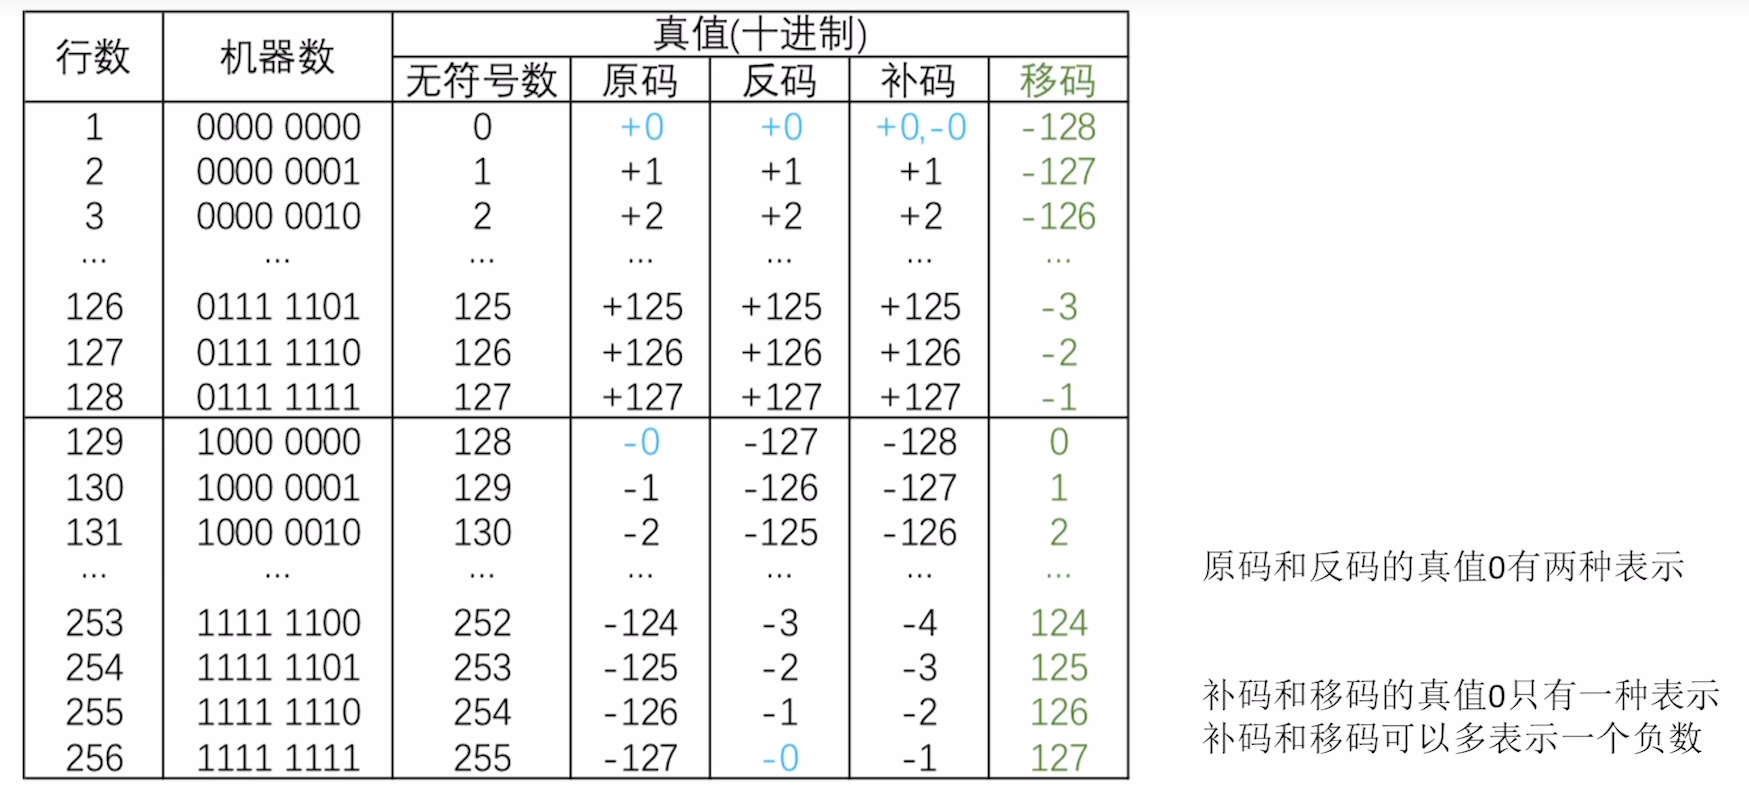 行数 机器数 真值(十进制)
无符号数 原码 反码 补码 移码
1 0000 0000 0 +0 +0 +0,-0 -128
2 0000 0001 1 +1 +1 +1 -127
3 0000 0010 2 +2 +2 +2 -126
... ... ... ... ... ... ...
126 0111 1101 125 +125 +125 +125 -3
127 0111 1110 126 +126 +126 +126 -2
128 0111 1111 127 +127 +127 +127 -1
129 1000 0000 128 -0 -127 -128 0
130 1000 0001 129 -1 -126 -127 1
131 1000 0010 130 -2 -125 -126 2
... ... ... ... ... ... ...
253 1111 1100 252 -124 -3 -4 124
254 1111 1101 253 -125 -2 -3 125
255 1111 1110 254 -126 -1 -2 126
256 1111 1111 255 -127 -0 -1 127
原码和反码的真值0有两种表示
补码和移码的真值0只有一种表示
补码和移码可以多表示一个负数